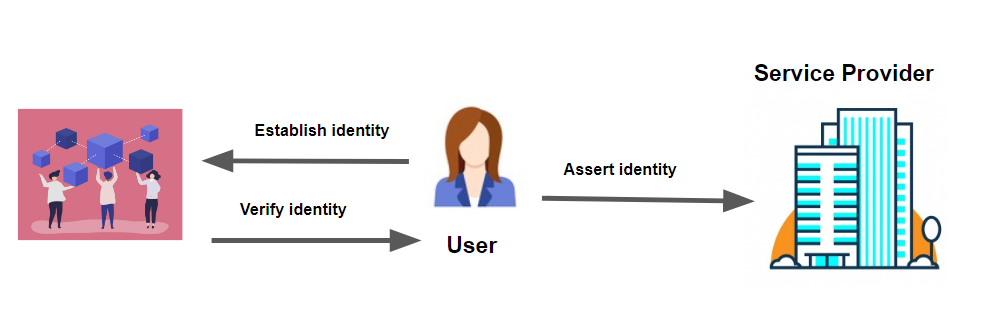 Service Provider
Establish identity
Assert identity
Verify identity
User